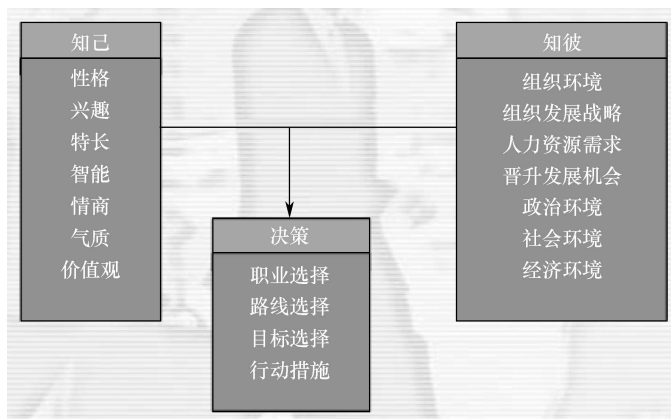 知己
性格
兴趣
特长
智能
情商
气质
价值观
知彼
组织环境
组织发展战略
人力资源需求
晋升发展机会
政治环境
社会环境
经济环境
决策
职业选择
路线选择
目标选择
行动措施